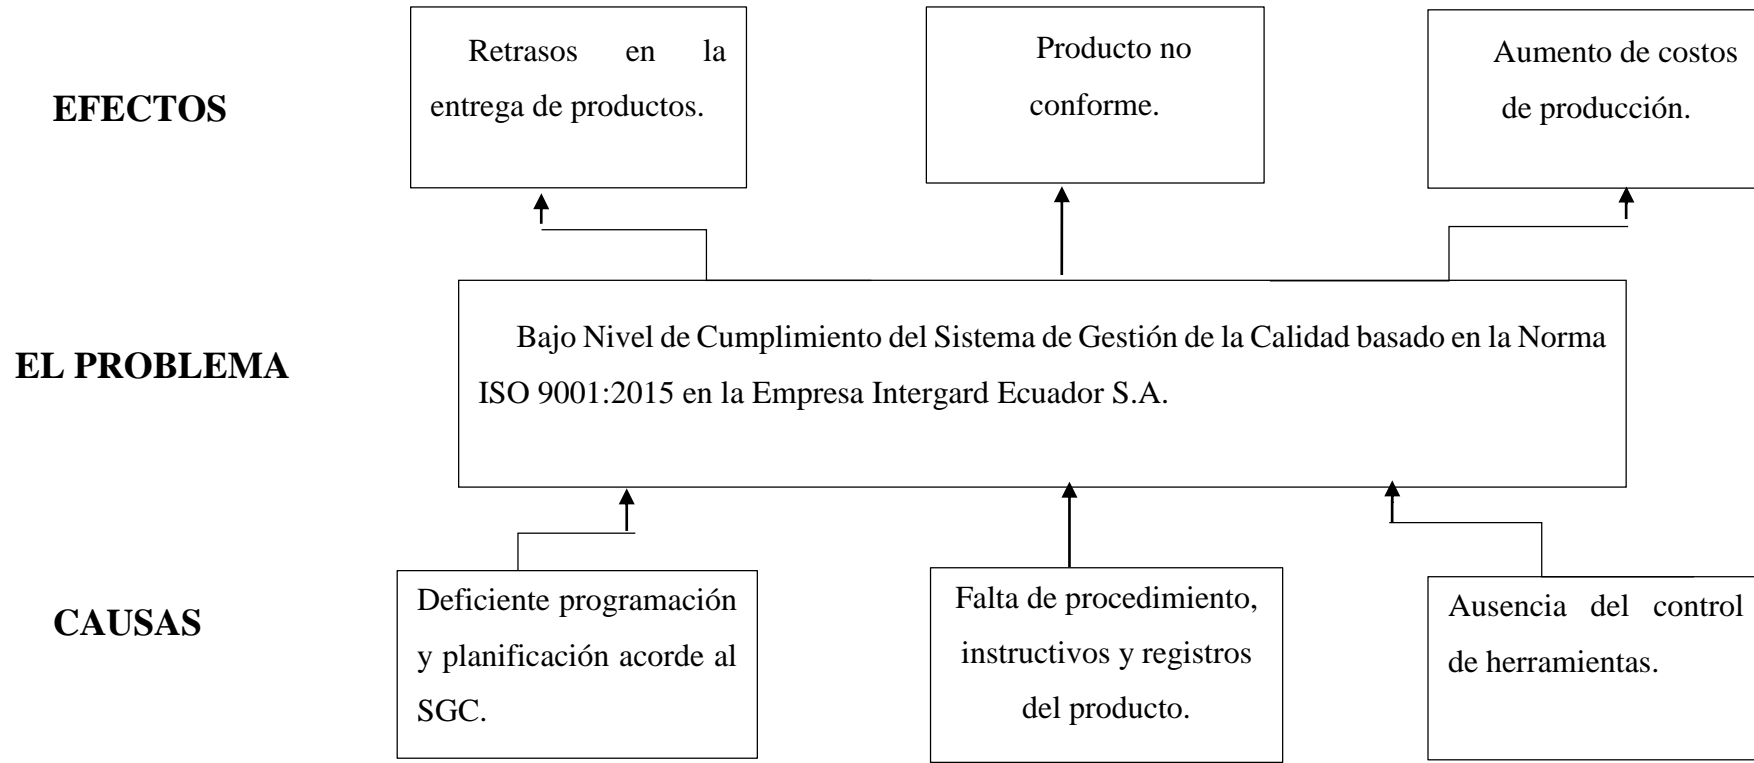 EFECTOS
Retrasos en la
entrega de productos.
Producto no
conforme.
Aumento de costos
de producción.
EL PROBLEMA
Bajo Nivel de Cumplimiento del Sistema de Gestión de la Calidad basado en la Norma
ISO 9001:2015 en la Empresa Intergard Ecuador S.A.
CAUSAS
Deficiente programación
y planificación acorde al
SGC.
Falta de procedimiento,
instructivos y registros
del producto.
Ausencia del control
de herramientas.